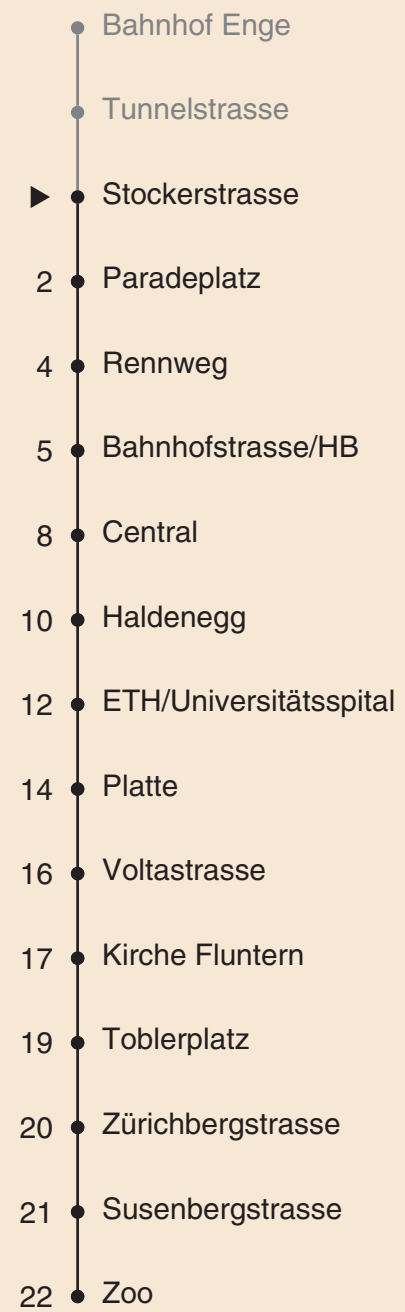 Bahnhof Enge
Tunnelstrasse
Stockerstrasse
2 Paradeplatz
4 Rennweg
5 Bahnhofstrasse/HB
8 Central
10 Haldenegg
12 ETH/Universitätsspital
14 Platte
16 Voltastrasse
17 Kirche Fluntern
19 Toblerplatz
20 Zürichbergstrasse
21 Susenbergstrasse
22 Zoo